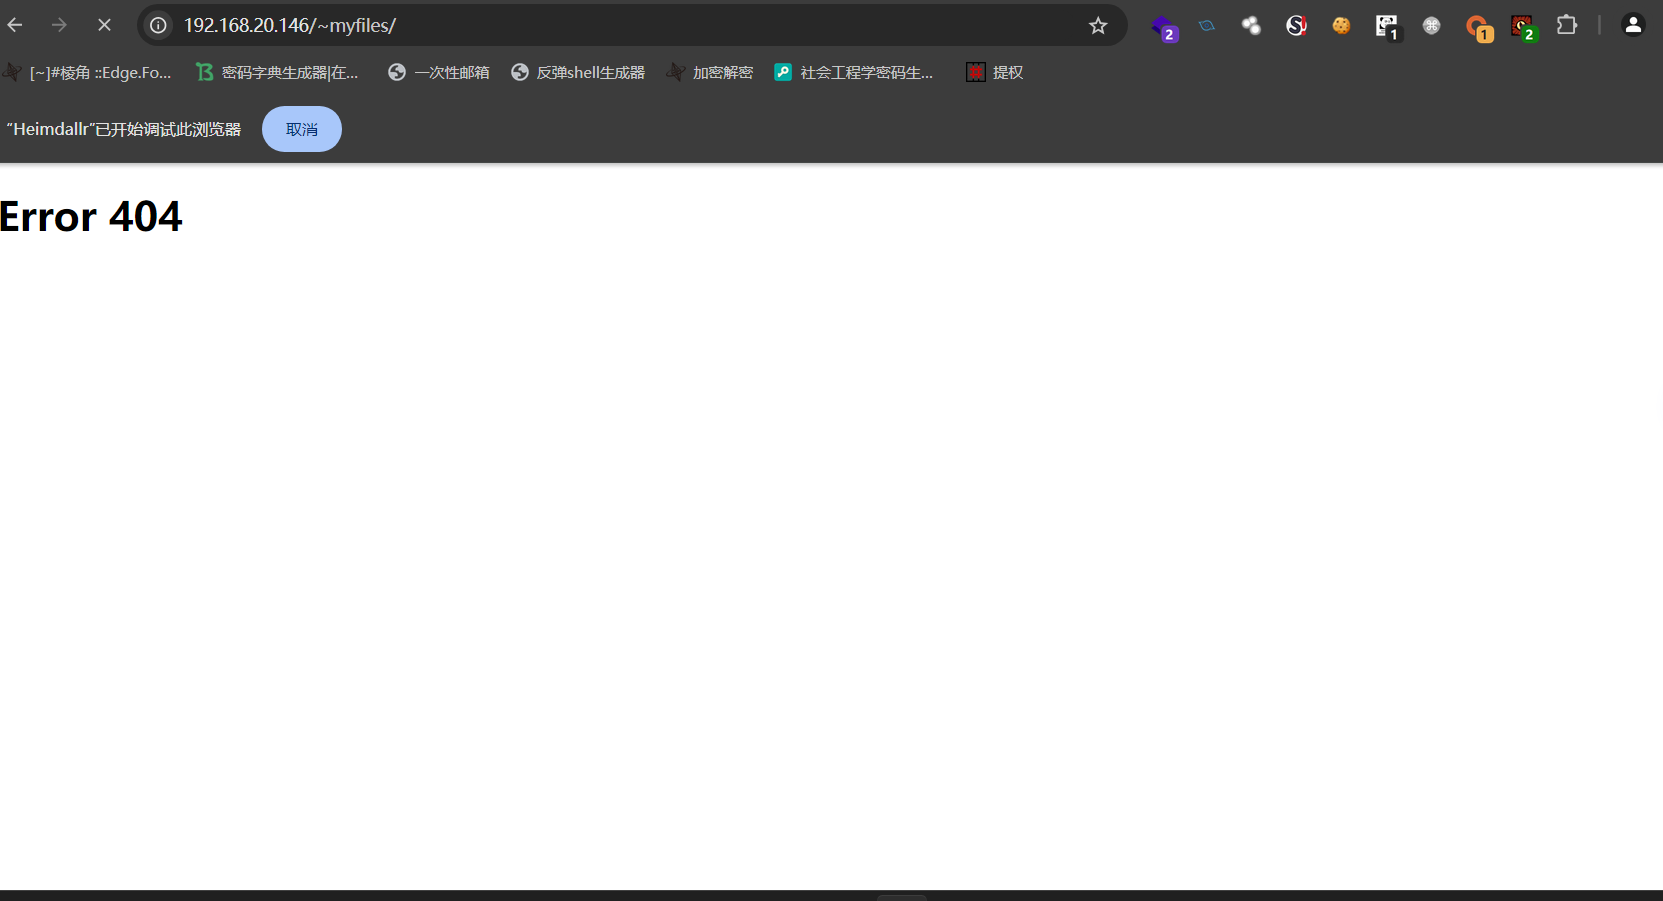 192.168.20.146/~myfiles/
2
1
1
2
[~]#棱角 ::Edge.Fo...
密码字典生成器|在...
一次性邮箱
反弹shell生成器
加密解密
社会工程学密码生...
提权
“Heimdallr”已开始调试此浏览器
取消
Error 404